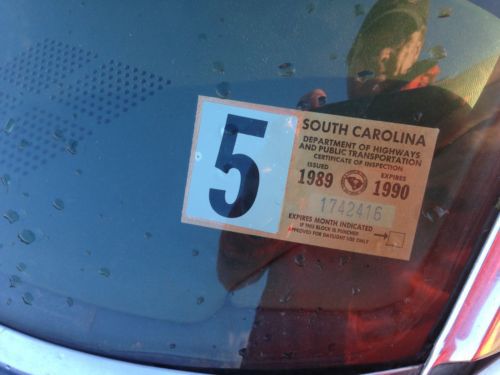 5
SOUTH CAROLINA
DEPARTMENT OF HIGHWAYS
AND PUBLIC TRANSPORTATION
CERTIFICATE OF INSPECTION
ISSUED EXPIRES
1989 1990
1742416
EXPIRES MONTH INDICATED
IF THIS BLOCK IS PUNCHED
APPROVED FOR DAYLIGHT USE ONLY